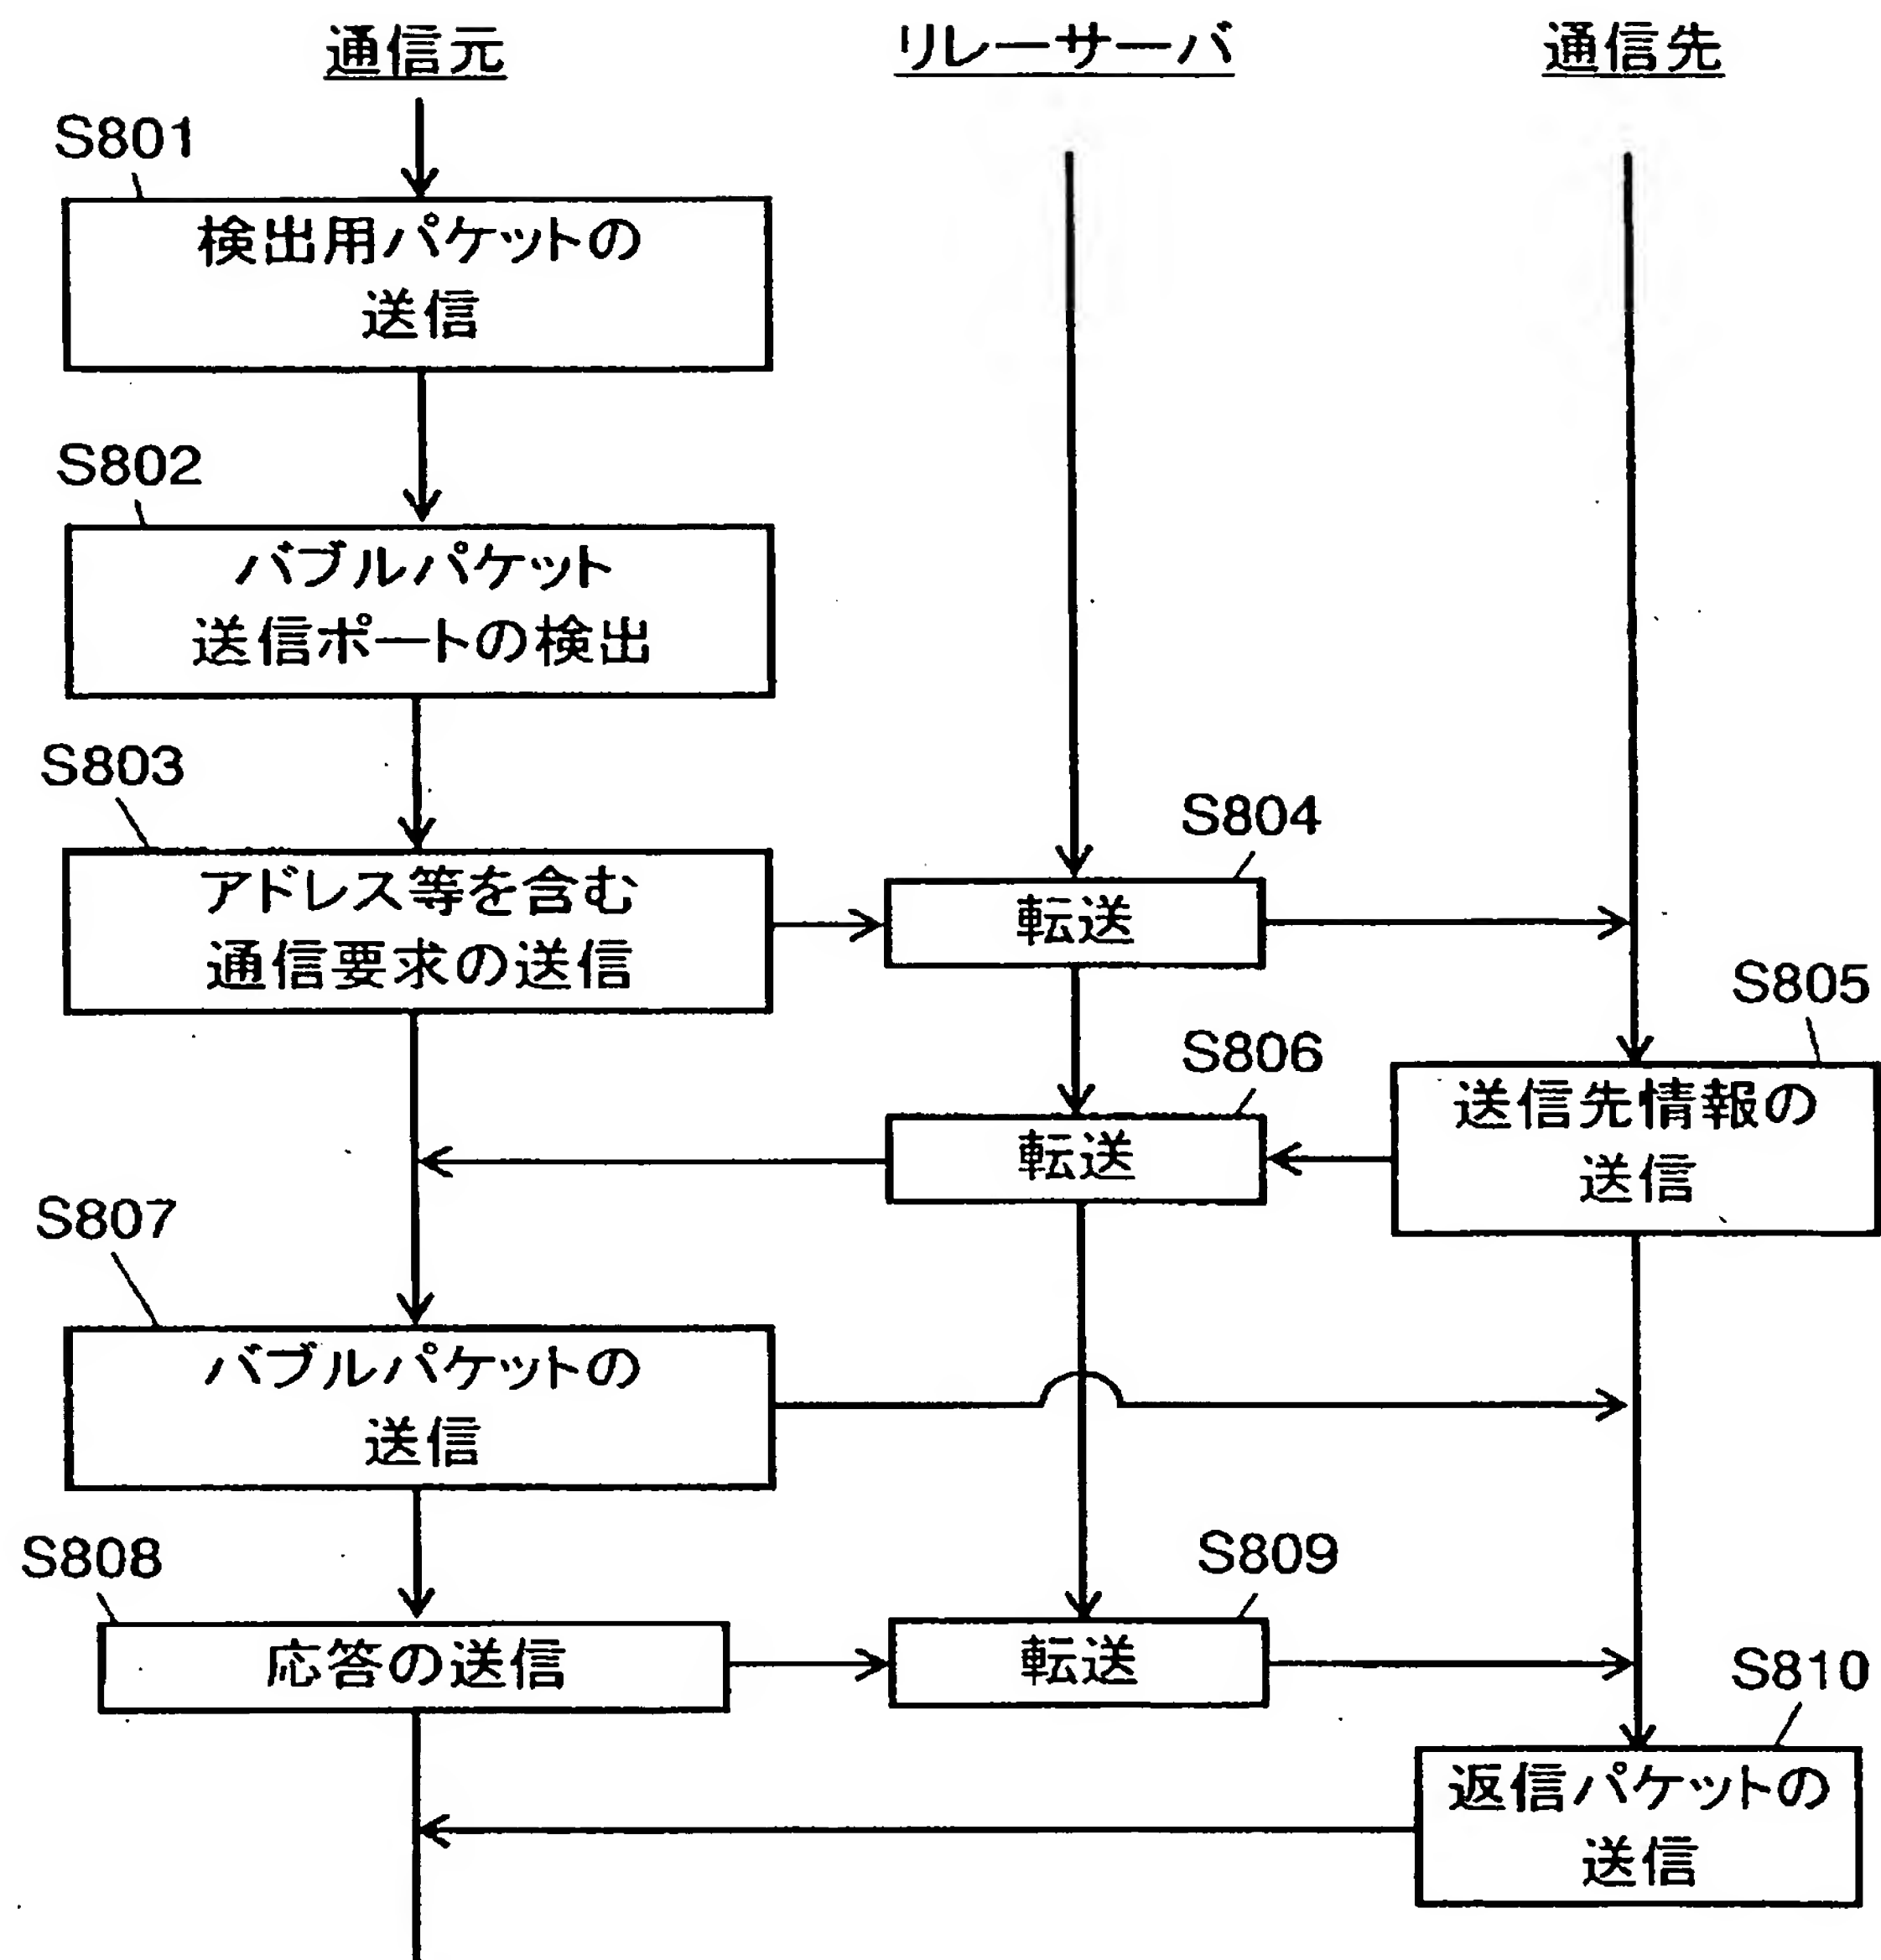 通信元
リレーサーバ
通信先
S801
検出用パケットの
送信
S802
バブルパケット
送信ポートの検出
S803
アドレス等を含む
通信要求の送信
S804
転送
S805
送信先情報の
送信
S806
転送
S807
バブルパケットの
送信
S808
応答の送信
S809
転送
S810
返信パケットの
送信